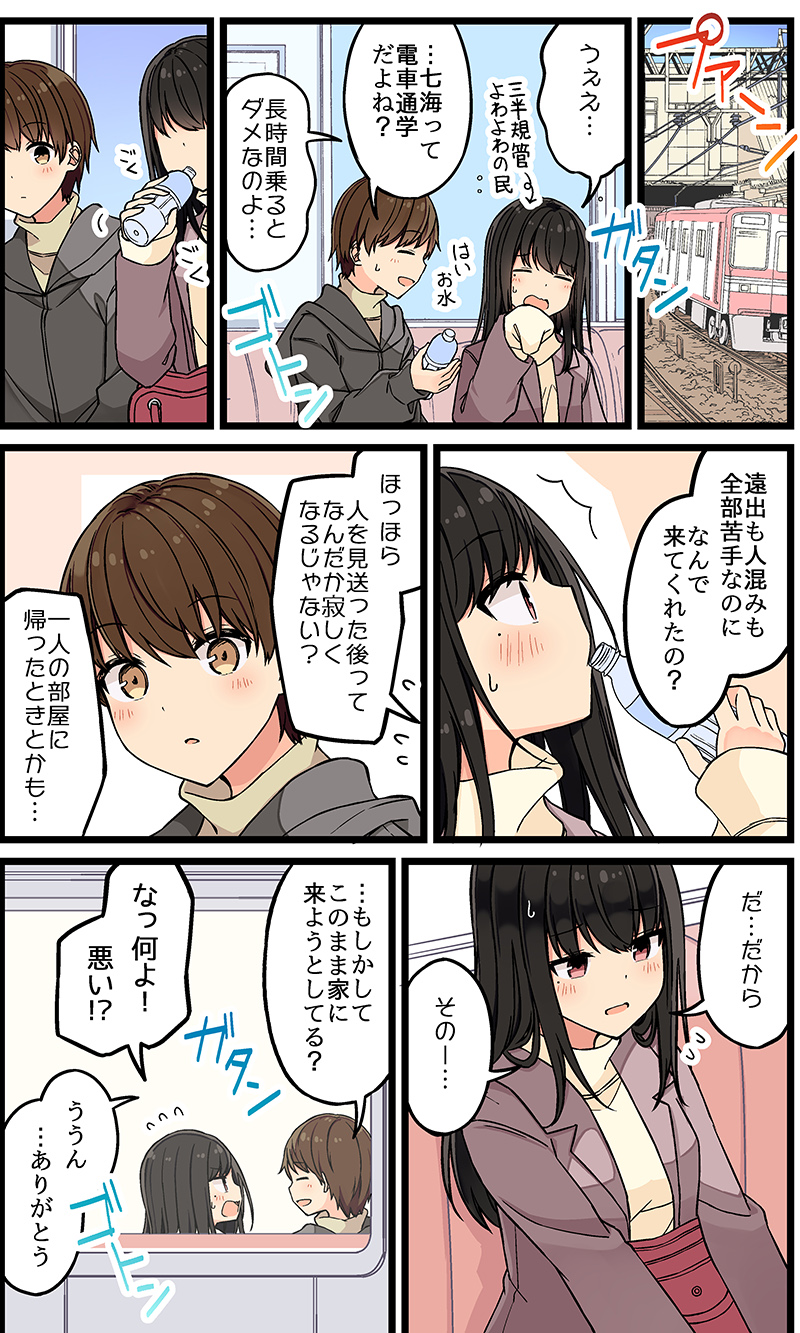 プァンン
ガタン
うぇえ…
三半規管
よわよわの民
…七海って
電車通学
だよね?
はい
お水
長時間乗ると
ダメなのよ…
ゴトトン
遠出も人混みも
全部苦手なのに
なんで
来てくれたの?
ほっほら
人を見送った後って
なんだか寂しく
なるじゃない?
一人の部屋に
帰ったときとかも…
だ…だから
そのー…
…もしかして
このまま家に
来ようとしてる?
ガタン
なっ何よ!
悪い!?
ううん
…ありがとう
ゴトトン